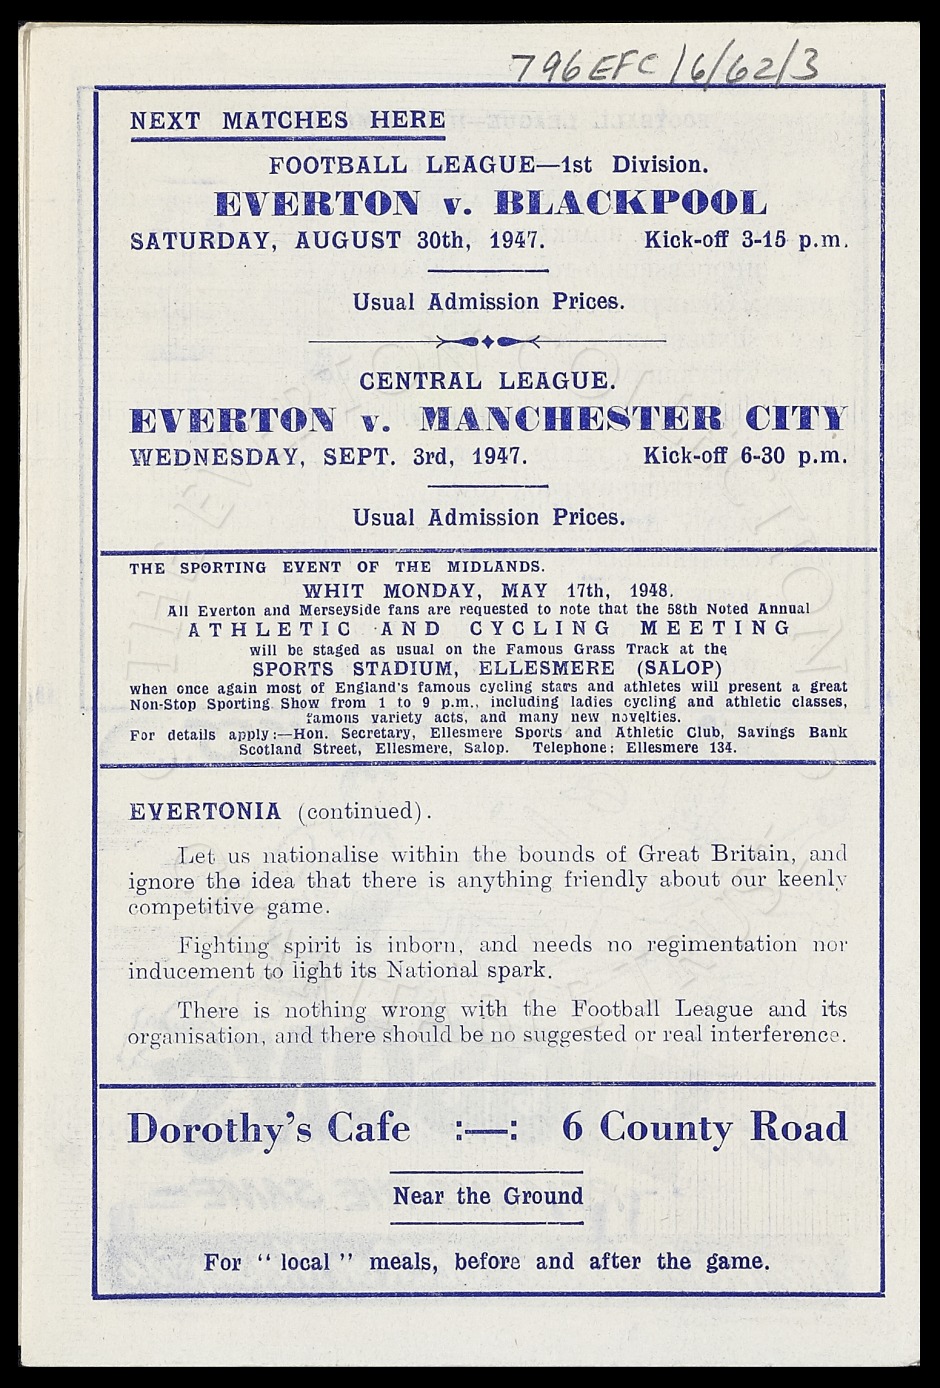 796EFC/6/62/3
NEXT MATCHES HERE
FOOTBALL LEAGUE—1st Division.
EVERTON v. BLACKPOOL
SATURDAY, AUGUST 30th, 1947. Kick-off 3-15 p.m.
Usual Admission Prices.
CENTRAL LEAGUE.
EVERTON v. MANCHESTER CITY
WEDNESDAY, SEPT. 3rd, 1947. Kick-off 6-30 p.m.
Usual Admission Prices.
THE SPORTING EVENT OF THE MIDLANDS.
WHIT MONDAY, MAY 17th, 1948.
All Everton and Merseyside fans are requested to note that the 58th Noted Annual
ATHLETIC AND CYCLING MEETING
will be staged as usual on the Famous Grass Track at the
SPORTS STADIUM, ELLESMERE (SALOP)
when once again most of England's famous cycling stars and athletes will present a great
Non-Stop Sporting Show from 1 to 9 p.m., including ladies cycling and athletic classes,
famous variety acts, and many new novelties.
For details apply:—Hon. Secretary, Ellesmere Sports and Athletic Club, Savings Bank
Scotland Street, Ellesmere, Salop. Telephone: Ellesmere 134.
EVERTONIA (continued).
Let us nationalise within the bounds of Great Britain, and
ignore the idea that there is anything friendly about our keenly
competitive game.
Fighting spirit is inborn, and needs no regimentation nor
inducement to light its National spark.
There is nothing wrong with the Football League and its
organisation, and there should be no suggested or real interference.
Dorothy's Cafe :—: 6 County Road
Near the Ground
For "local" meals, before and after the game.